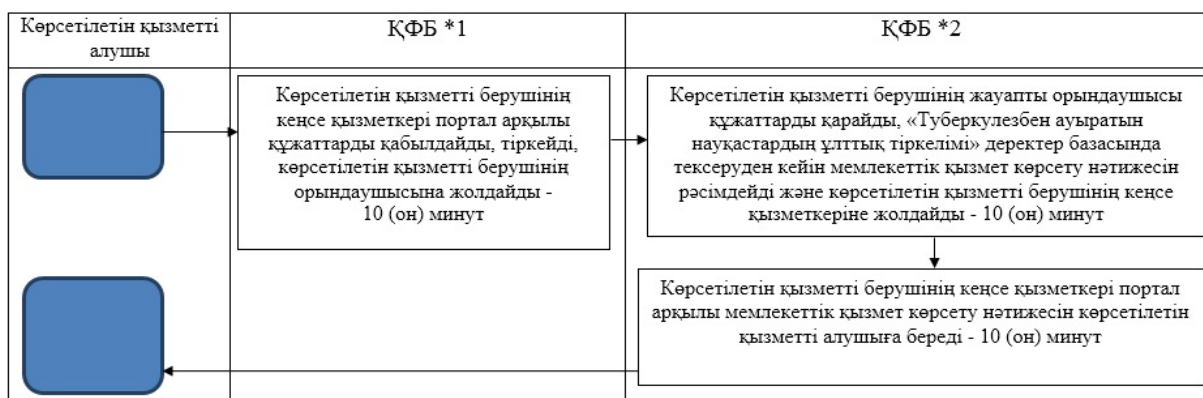 Көрсетілетін қызметті
алушы
ҚФБ *1
ҚФБ *2
Көрсетілетін қызметті берушінің
кеңсе қызметкері портал арқылы
құжаттарды қабылдайды, тіркейді,
көрсетілетін қызметті берушінің
орындаушысына жолдайды -
10 (он) минут
Көрсетілетін қызметті берушінің жауапты орындаушысы
құжаттарды қарайды, «Туберкулезбен ауыратын
науқастардың ұлттық тіркелімі» деректер базасында
тексеруден кейін мемлекеттік қызмет көрсету нәтижесін
рәсімдейді және көрсетілетін қызметті берушінің кеңсе
қызметкеріне жолдайды - 10 (он) минут
Көрсетілетін қызметті берушінің кеңсе қызметкері портал
арқылы мемлекеттік қызмет көрсету нәтижесін көрсетілетін
қызметті алушыға береді - 10 (он) минут